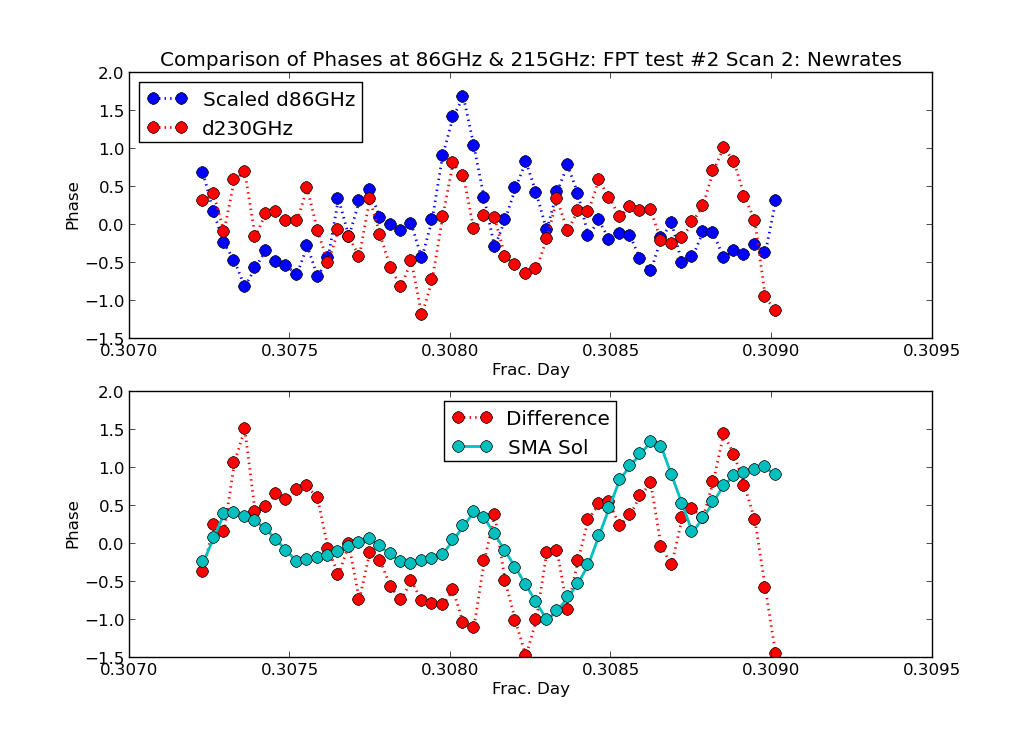 Comparison of Phases at 86GHz & 215GHz: FPT test #2 Scan 2: Newrates
2.0
1.5
1.0
0.5
0.0
−0.5
−1.0
−1.5
Phase
Scaled d86GHz
d230GHz
0.3070 0.3075 0.3080 0.3085 0.3090 0.3095
Frac. Day
2.0
1.5
1.0
0.5
0.0
−0.5
−1.0
−1.5
Phase
Difference
SMA Sol
0.3070 0.3075 0.3080 0.3085 0.3090 0.3095
Frac. Day